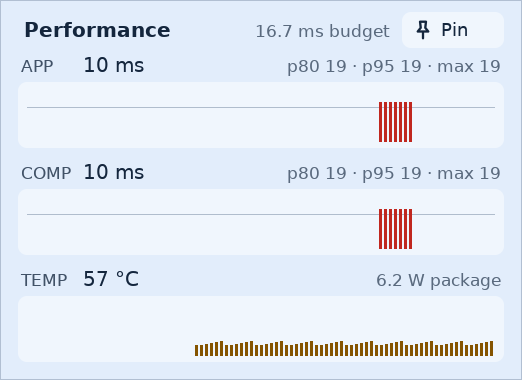 Performance 16.7 ms budget Pin
APP 10 ms p80 19 · p95 19 · max 19
COMP 10 ms p80 19 · p95 19 · max 19
TEMP 57 °C 6.2 W package